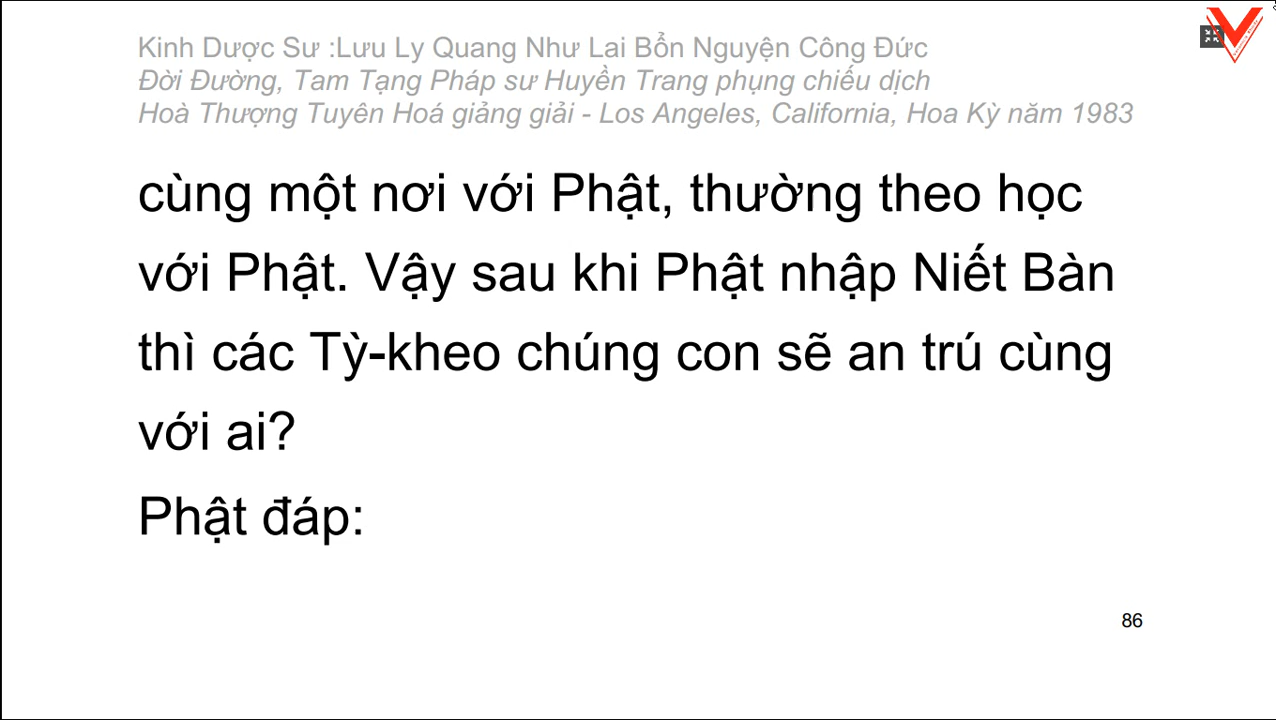 Kinh Dược Sư :Lưu Ly Quang Như Lai Bổn Nguyện Công Đức
Đời Đường, Tam Tạng Pháp sư Huyền Trang phụng chiếu dịch
Hoà Thượng Tuyên Hoá giảng giải - Los Angeles, California, Hoa Kỳ năm 1983
cùng một nơi với Phật, thường theo học
với Phật. Vậy sau khi Phật nhập Niết Bàn
thì các Tỳ-kheo chúng con sẽ an trú cùng
với ai?
Phật đáp:
86